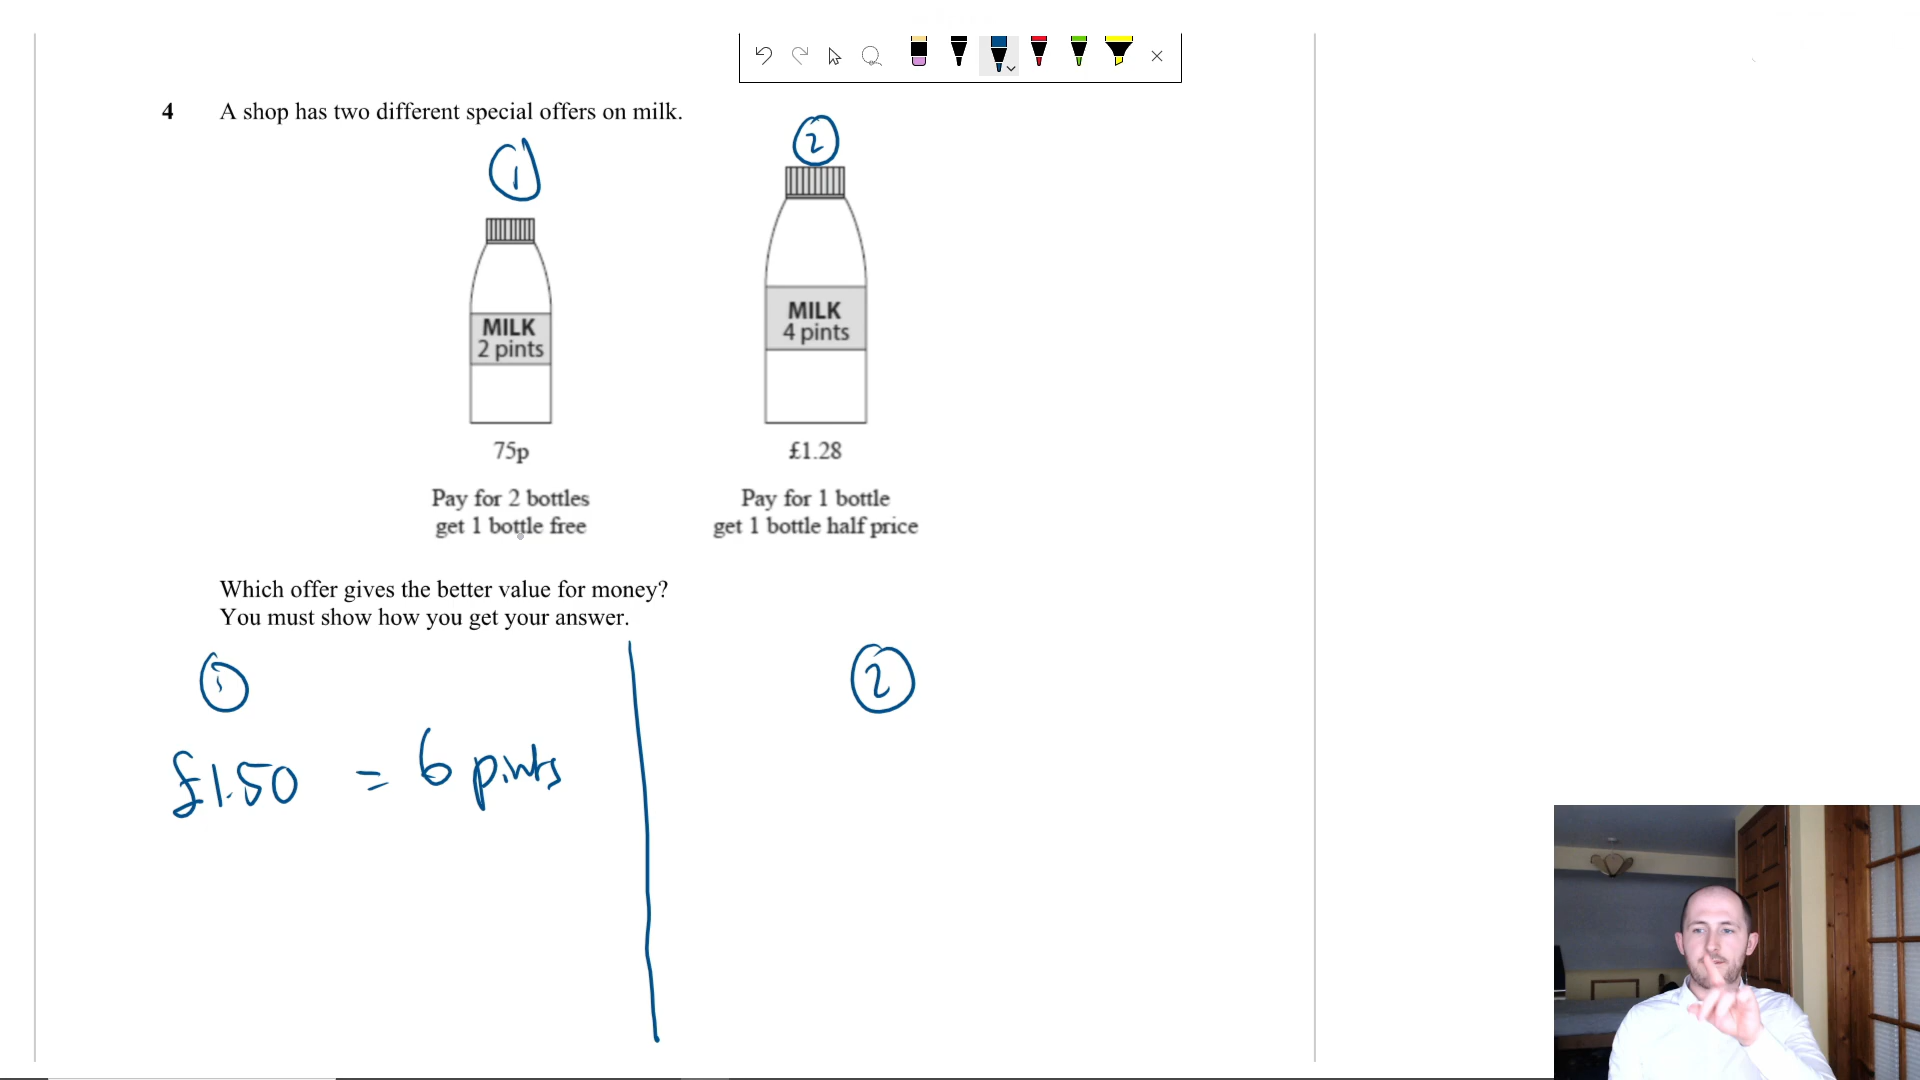 4 A shop has two different special offers on milk.
1
2
MILK
2 pints
MILK
4 pints
75p
£1.28
Pay for 2 bottles
get 1 bottle free
Pay for 1 bottle
get 1 bottle half price
Which offer gives the better value for money?
You must show how you get your answer.
1
2
£1.50 = 6 pints